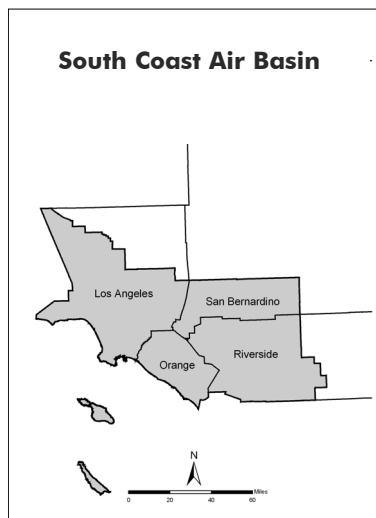 South Coast Air Basin
Los Angeles
San Bernardino
Riverside
Orange
N
Miles
0 20 40 60